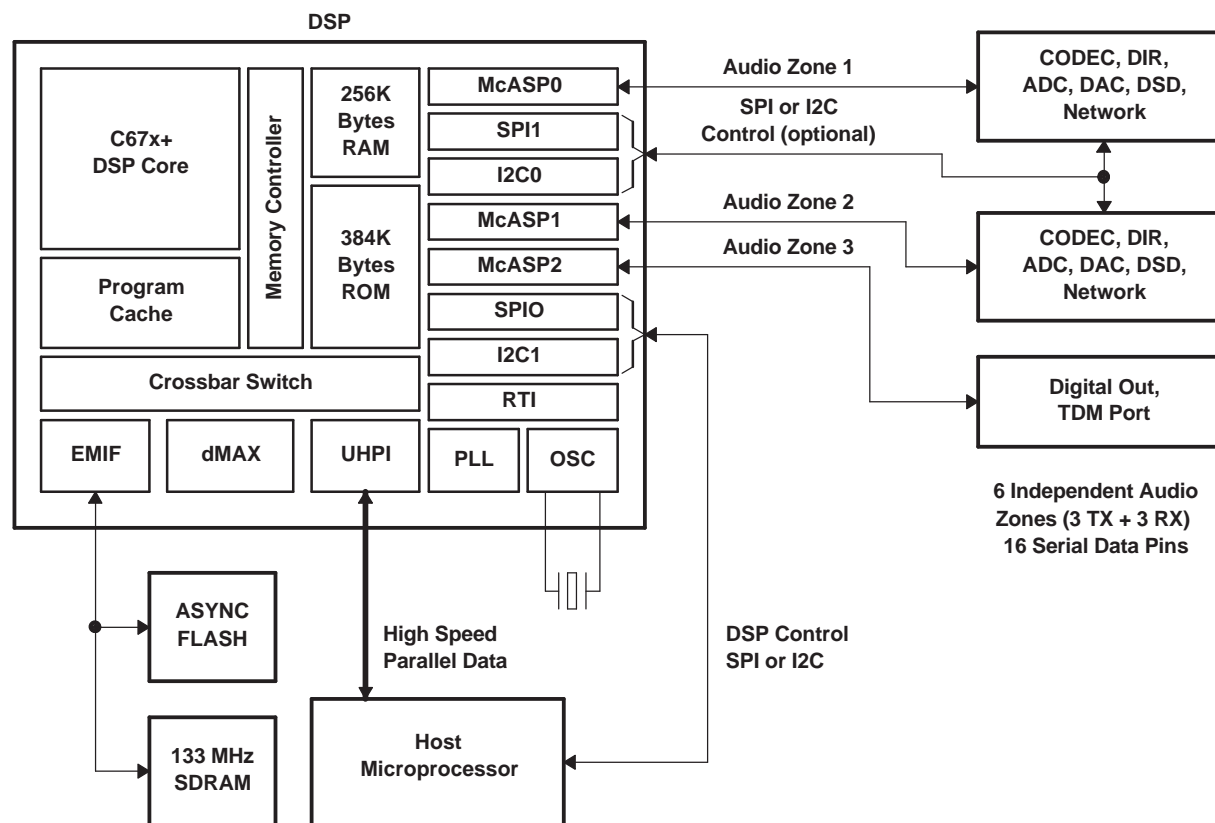 DSP
C67x+
DSP Core
Program
Cache
Memory Controller
256K
Bytes
RAM
384K
Bytes
ROM
McASP0
SPI1
I2C0
McASP1
McASP2
SPIO
I2C1
RTI
Crossbar Switch
EMIF
dMAX
UHPI
PLL
OSC
Audio Zone 1
SPI or I2C
Control (optional)
Audio Zone 2
Audio Zone 3
CODEC, DIR,
ADC, DAC, DSD,
Network
CODEC, DIR,
ADC, DAC, DSD,
Network
Digital Out,
TDM Port
6 Independent Audio
Zones (3 TX + 3 RX)
16 Serial Data Pins
ASYNC
FLASH
133 MHz
SDRAM
High Speed
Parallel Data
Host
Microprocessor
DSP Control
SPI or I2C